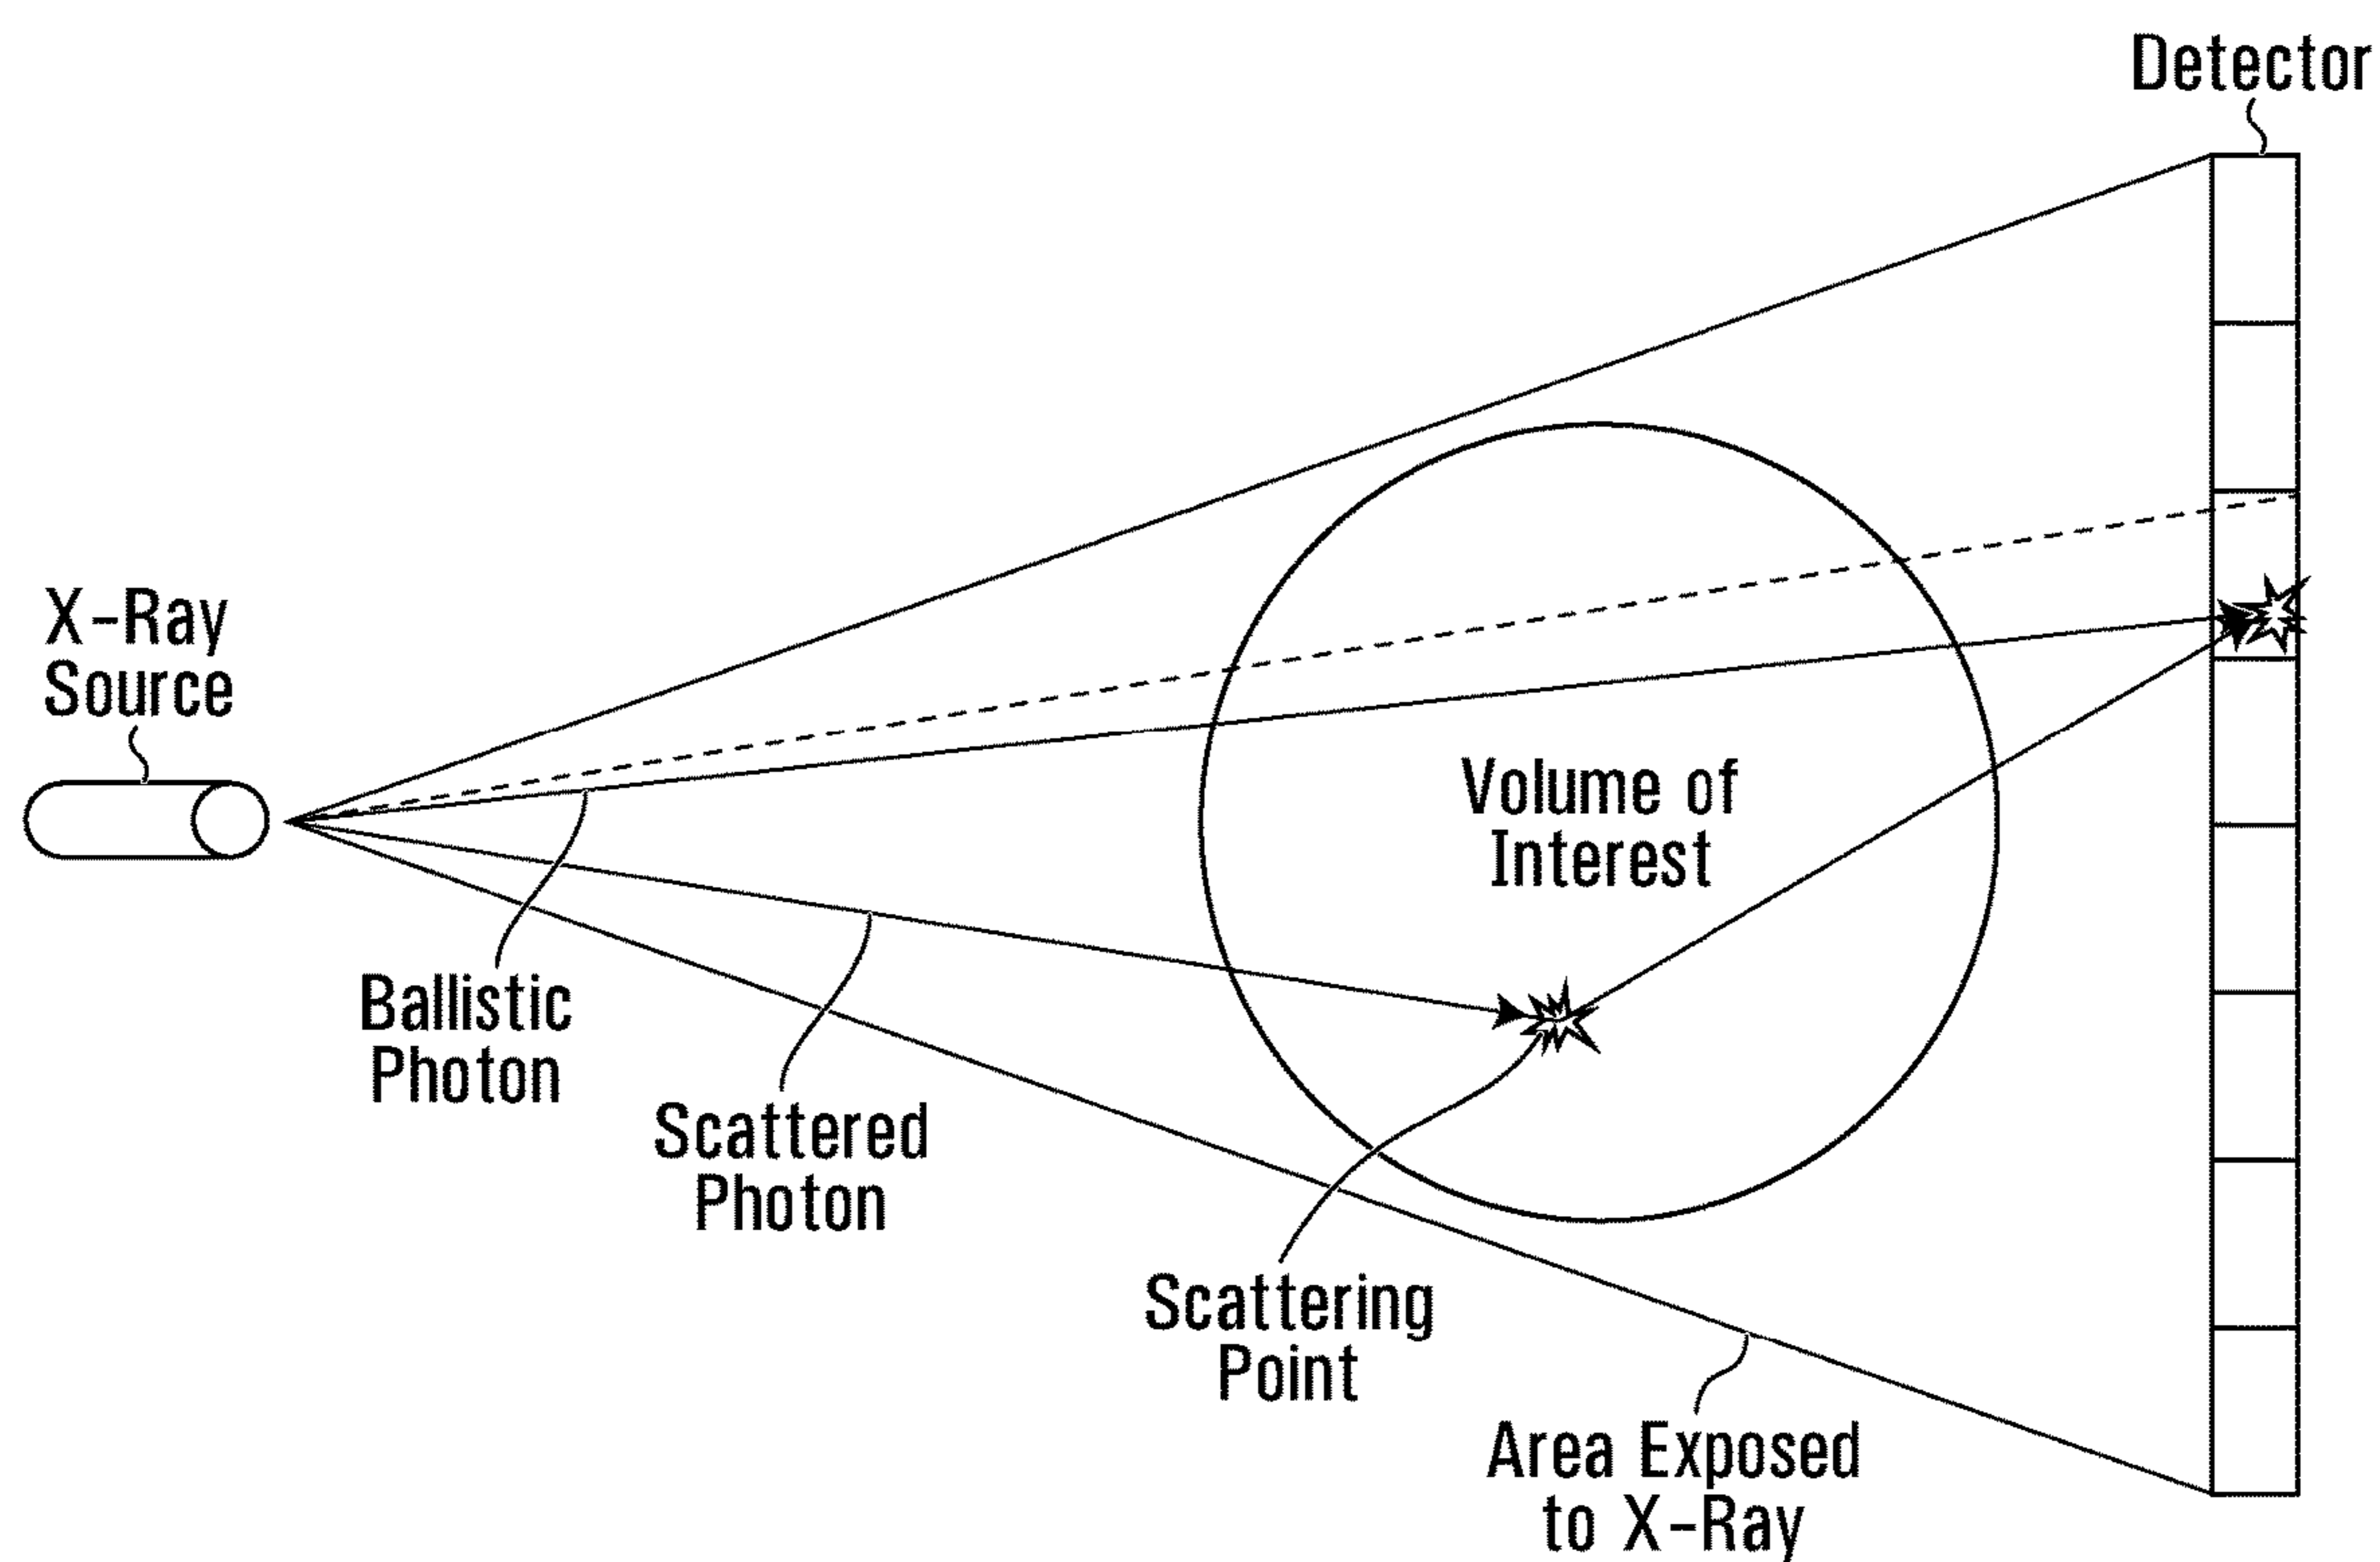 Detector
X-Ray
Source
Volume of
Interest
Ballistic
Photon
Scattered
Photon
Scattering
Point
Area Exposed
to X-Ray